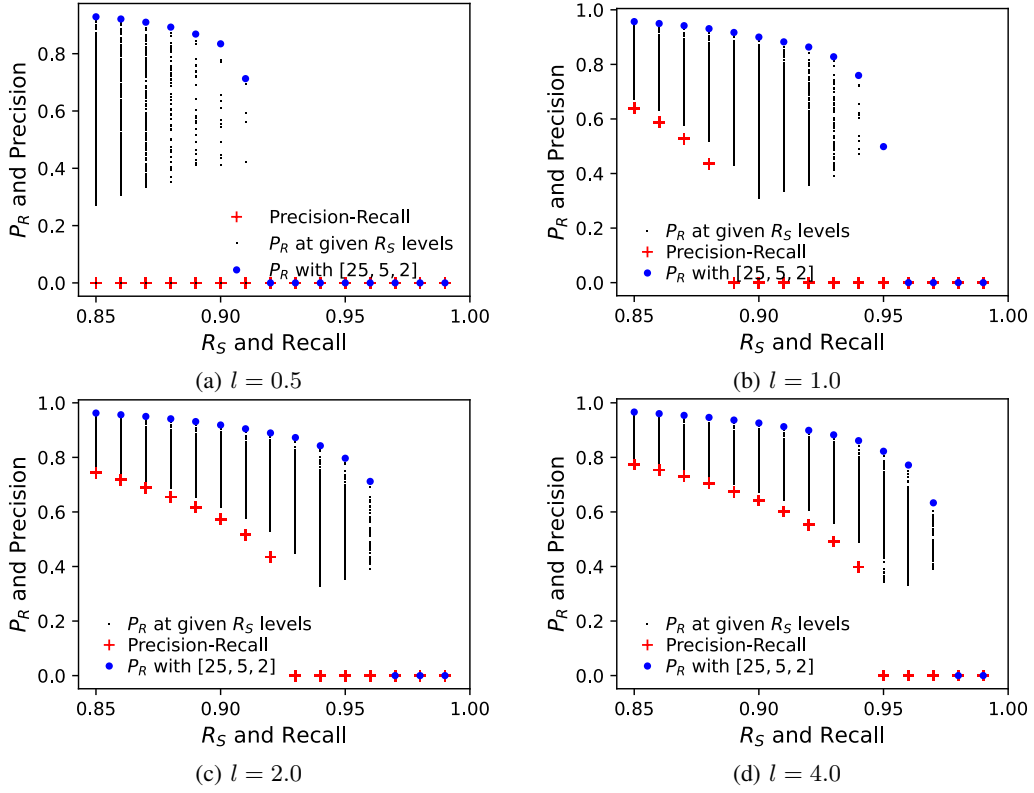 0.8
0.6
0.4
0.2
0.0
P_R and Precision
Precision-Recall
P_R at given R_S levels
P_R with [25, 5, 2]
0.85
0.90
0.95
1.00
R_S and Recall
(a) l = 0.5
1.0
0.8
0.6
0.4
0.2
0.0
P_R and Precision
P_R at given R_S levels
Precision-Recall
P_R with [25, 5, 2]
0.85
0.90
0.95
1.00
R_S and Recall
(b) l = 1.0
1.0
0.8
0.6
0.4
0.2
0.0
P_R and Precision
P_R at given R_S levels
Precision-Recall
P_R with [25, 5, 2]
0.85
0.90
0.95
1.00
R_S and Recall
(c) l = 2.0
1.0
0.8
0.6
0.4
0.2
0.0
P_R and Precision
P_R at given R_S levels
Precision-Recall
P_R with [25, 5, 2]
0.85
0.90
0.95
1.00
R_S and Recall
(d) l = 4.0